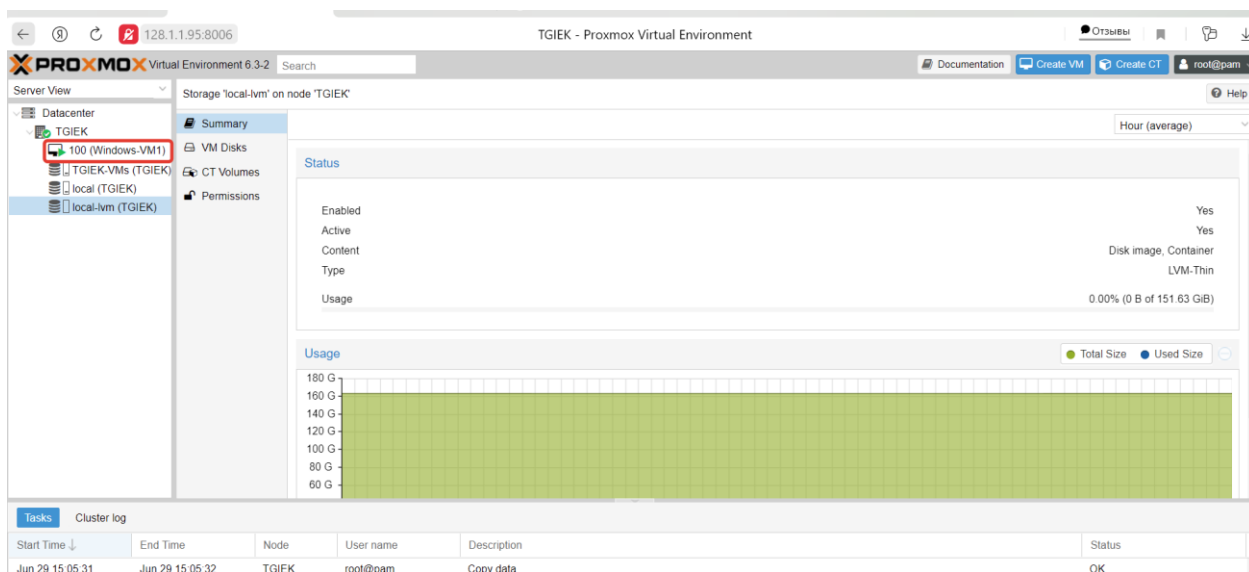 Я 128.1.1.95:8006 TGIEK - Proxmox Virtual Environment Отзывы
PROXMOX Virtual Environment 6.3-2 Search Documentation Create VM Create CT root@pam
Server View Storage 'local-lvm' on node 'TGIEK' Help
Datacenter
TGIEK
100 (Windows-VM1)
TGIEK-VMs (TGIEK)
local (TGIEK)
local-lvm (TGIEK)
Summary
VM Disks
CT Volumes
Permissions
Hour (average)
Status
Enabled Yes
Active Yes
Content Disk image, Container
Type LVM-Thin
Usage 0.00% (0 B of 151.63 GiB)
Usage Total Size Used Size
180 G
160 G
140 G
120 G
100 G
80 G
60 G
Tasks Cluster log
Start Time ↓ End Time Node User name Description Status
Jun 29 15:05:31 Jun 29 15:05:32 TGIEK root@pam Copy data OK